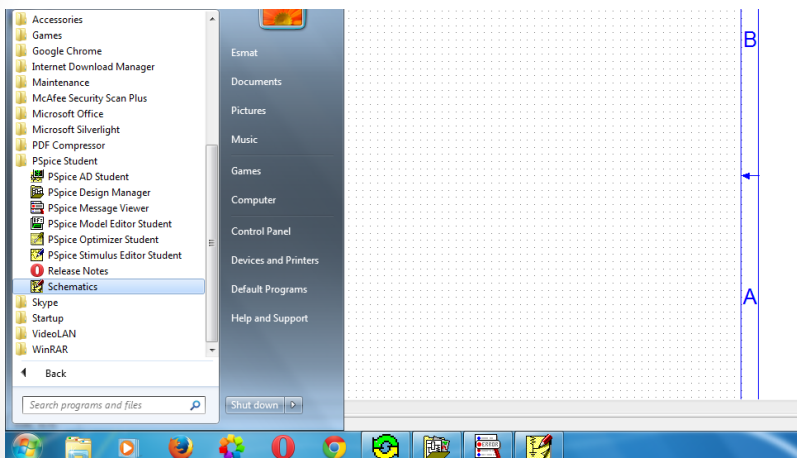 Accessories
Games
Google Chrome
Internet Download Manager
Maintenance
McAfee Security Scan Plus
Microsoft Office
Microsoft Silverlight
PDF Compressor
PSpice Student
PSpice AD Student
PSpice Design Manager
PSpice Message Viewer
PSpice Model Editor Student
PSpice Optimizer Student
PSpice Stimulus Editor Student
Release Notes
Schematics
Skype
Startup
VideoLAN
WinRAR
Back
Search programs and files
Esmat
Documents
Pictures
Music
Games
Computer
Control Panel
Devices and Printers
Default Programs
Help and Support
Shut down
B
A
ERROR